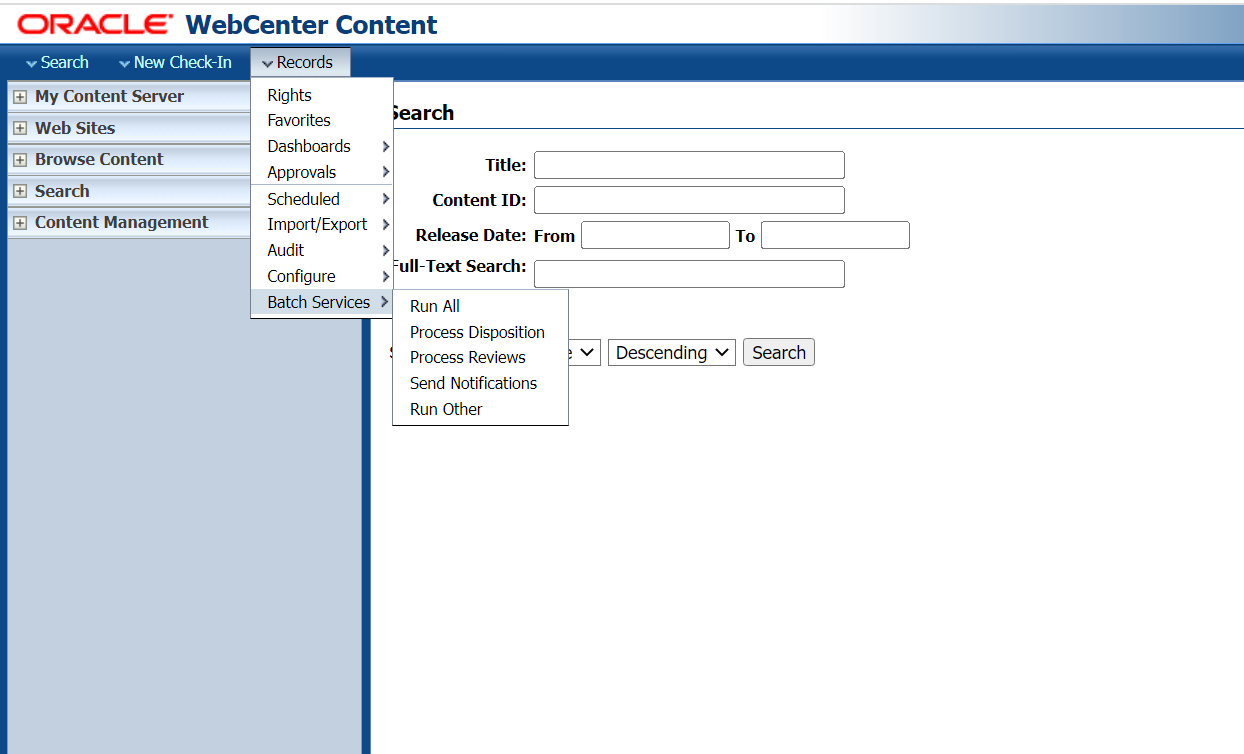 ORACLE WebCenter Content
Search New Check-In Records
My Content Server
Web Sites
Browse Content
Search
Content Management
Rights
Favorites
Dashboards
Approvals
Scheduled
Import/Export
Audit
Configure
Batch Services
Run All
Process Disposition
Process Reviews
Send Notifications
Run Other
Search
Title:
Content ID:
Release Date: From To
Full-Text Search:
Descending Search